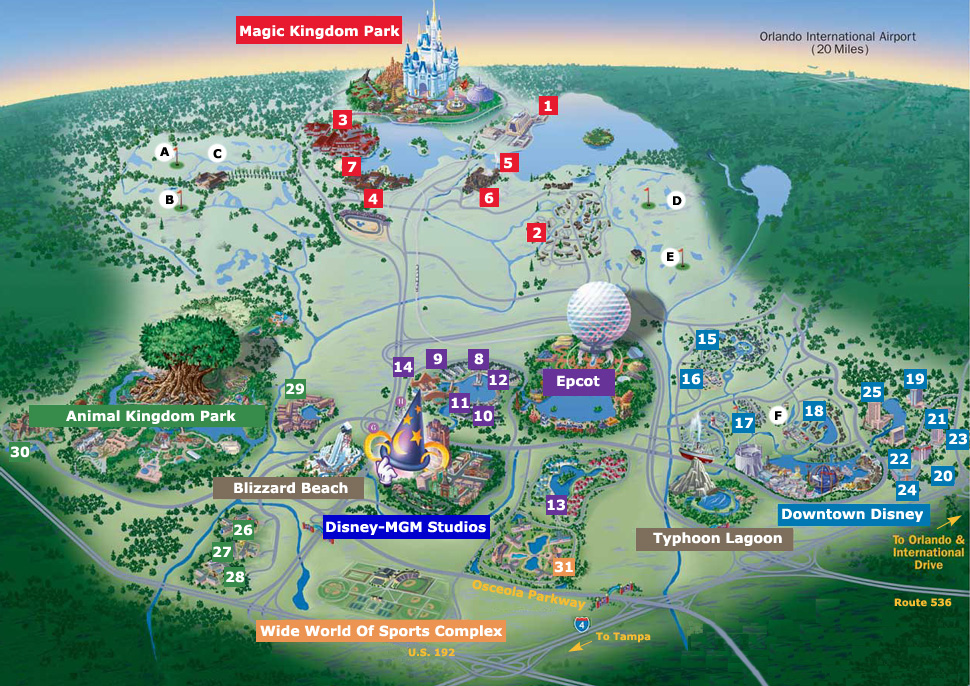 Magic Kingdom Park
Orlando International Airport
(20 Miles)
1
3
A
C
7
5
B
4
6
D
2
E
15
14
9
8
12
16
Epcot
19
25
29
11
10
H
Animal Kingdom Park
17
F
18
21
G
23
30
22
20
24
Blizzard Beach
13
Downtown Disney
Disney-MGM Studios
26
Typhoon Lagoon
To Orlando &
International
Drive
27
28
31
Osceola Parkway
Route 536
Wide World Of Sports Complex
4
To Tampa
U.S. 192